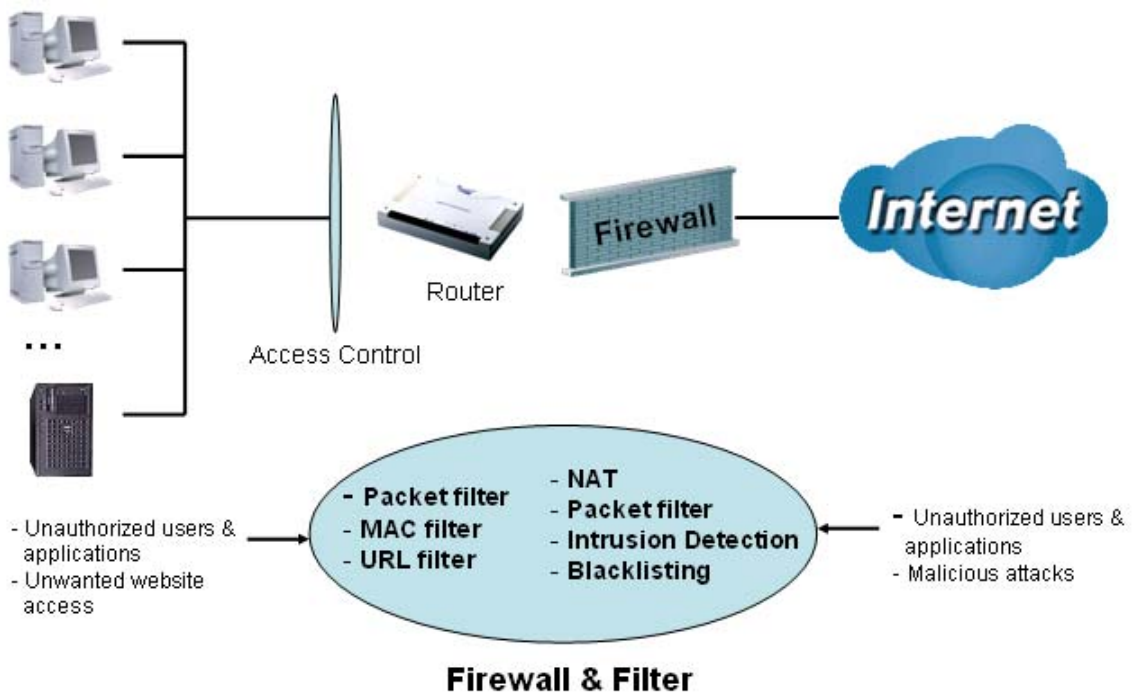 Internet
Firewall
Router
Access Control
...
- Packet filter
- MAC filter
- URL filter
- NAT
- Packet filter
- Intrusion Detection
- Blacklisting
- Unauthorized users &
applications
- Unwanted website
access
- Unauthorized users &
applications
- Malicious attacks
Firewall & Filter